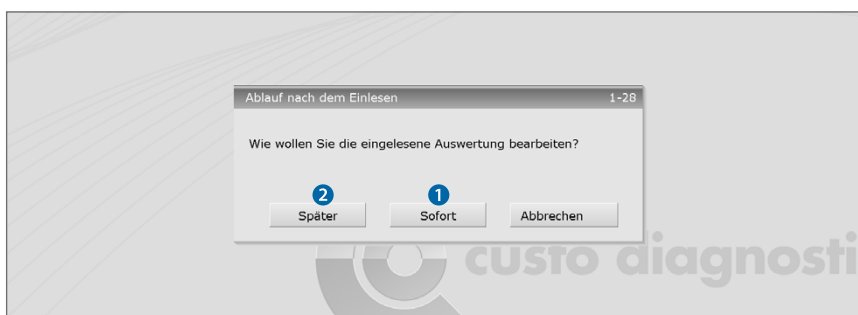 Ablauf nach dem Einlesen 1-28
Wie wollen Sie die eingelesene Auswertung bearbeiten?
2 1
Später Sofort Abbrechen
custo diagnosti